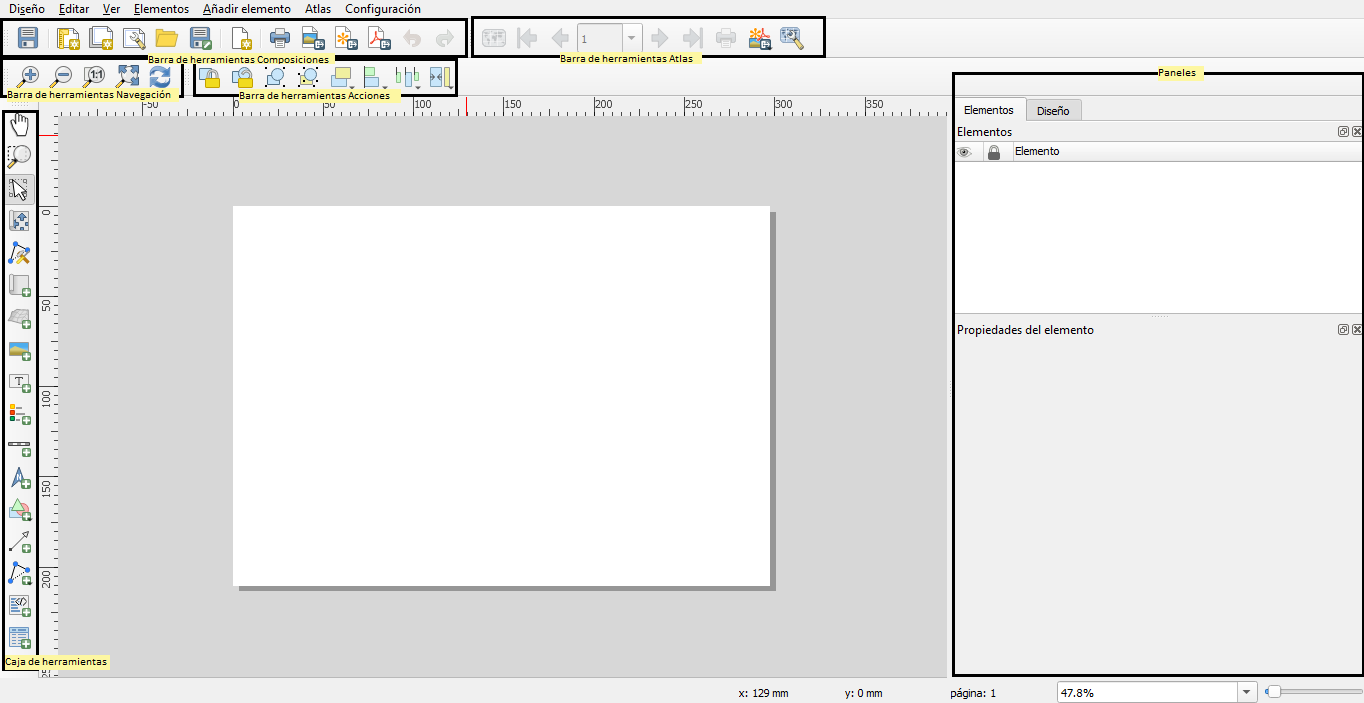 Diseño Editar Ver Elementos Añadir elemento Atlas Configuración
1
Barra de herramientas Composiciones
Barra de herramientas Atlas
1:1
Barra de herramientas Navegación
Barra de herramientas Acciones
Paneles
-50 0 50 100 150 200 250 300 350
Elementos Diseño
Elementos
Elemento
0
50
100
150
200
T
Propiedades del elemento
Caja de herramientas
x: 129 mm y: 0 mm página: 1 47.8%